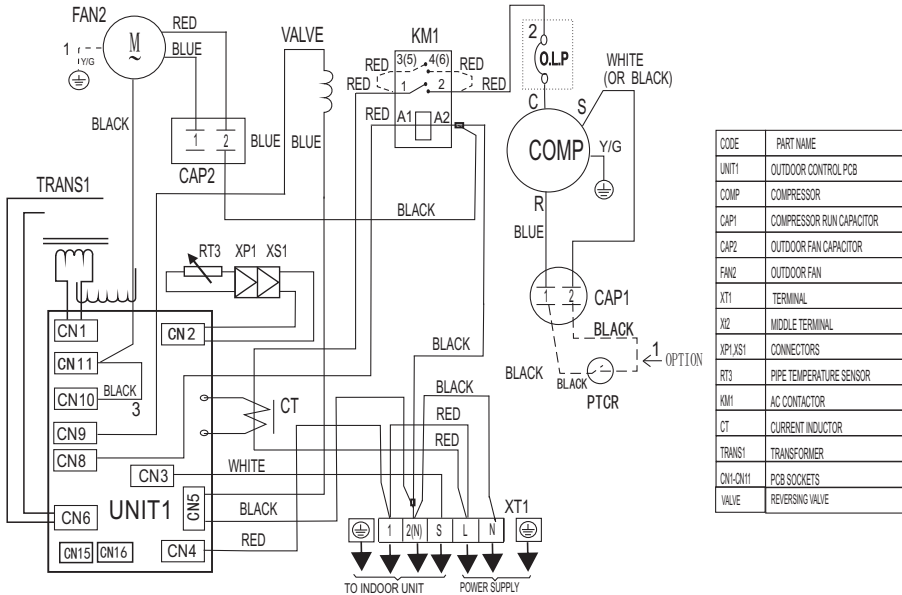 FAN2
RED
M
~
1
Y/G
BLUE
BLACK
1 2
CAP2
VALVE
BLUE
BLUE
KM1
3(5) 4(6)
RED
RED
RED
1 2
RED
RED
A1 A2
BLACK
2
O.L.P
WHITE
(OR BLACK)
C
S
COMP
Y/G
R
BLUE
1 2
CAP1
BLACK
1
OPTION
BLACK
BLACK
PTCR
TRANS1
RT3 XP1 XS1
CN1
CN2
CN11
CN10
BLACK
3
CN9
CN8
CN3
WHITE
CN5
UNIT1
BLACK
CN6
CN15
CN16
CN4
RED
CT
BLACK
BLACK
RED
RED
XT1
1 2(N) S L N
TO INDOOR UNIT
POWER SUPPLY
CODE PART NAME
UNIT1 OUTDOOR CONTROL PCB
COMP COMPRESSOR
CAP1 COMPRESSOR RUN CAPACITOR
CAP2 OUTDOOR FAN CAPACITOR
FAN2 OUTDOOR FAN
XT1 TERMINAL
Xt2 MIDDLE TERMINAL
XP1,XS1 CONNECTORS
RT3 PIPE TEMPERATURE SENSOR
KM1 AC CONTACTOR
CT CURRENT INDUCTOR
TRANS1 TRANSFORMER
CN1-CN11 PCB SOCKETS
VALVE REVERSING VALVE